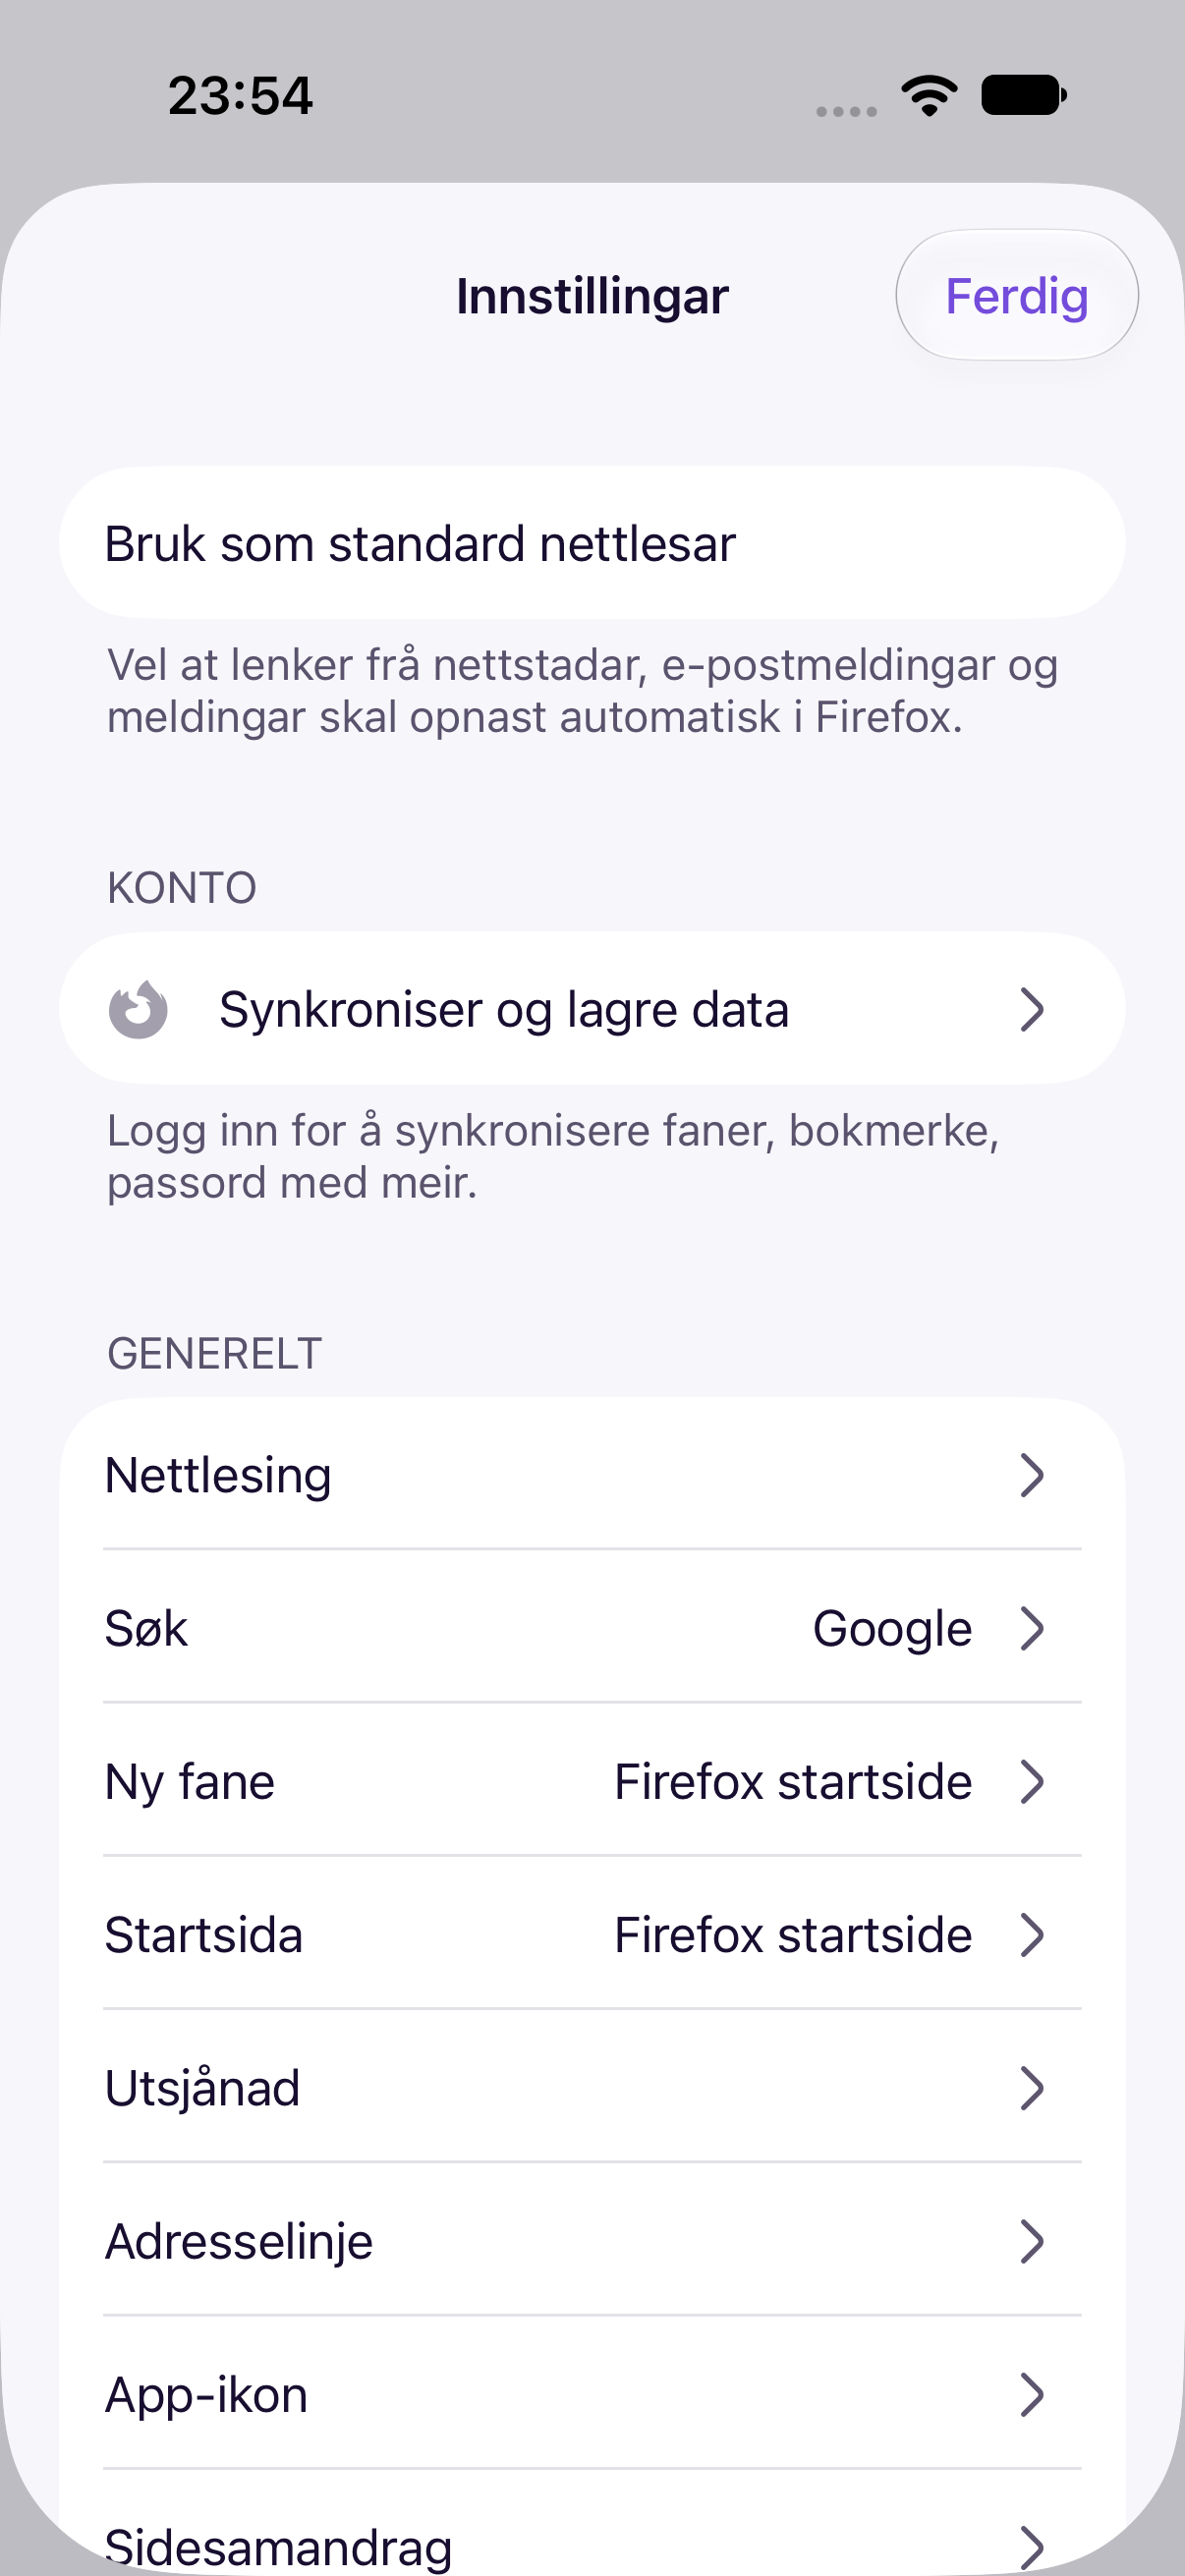 23:54
Innstillingar
Ferdig
Bruk som standard nettlesar
Vel at lenker frå nettstadar, e-postmeldingar og
meldingar skal opnast automatisk i Firefox.
KONTO
Synkroniser og lagre data
Logg inn for å synkronisere faner, bokmerke,
passord med meir.
GENERELT
Nettlesing
Søk Google
Ny fane Firefox startside
Startsida Firefox startside
Utsjånad
Adresselinje
App-ikon
Sidesamandrag